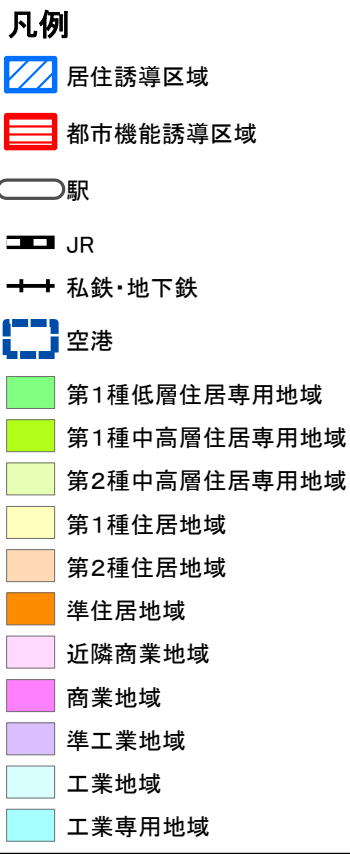 凡例
居住誘導区域
都市機能誘導区域
駅
JR
私鉄・地下鉄
空港
第1種低層住居専用地域
第1種中高層住居専用地域
第2種中高層住居専用地域
第1種住居地域
第2種住居地域
準住居地域
近隣商業地域
商業地域
準工業地域
工業地域
工業専用地域